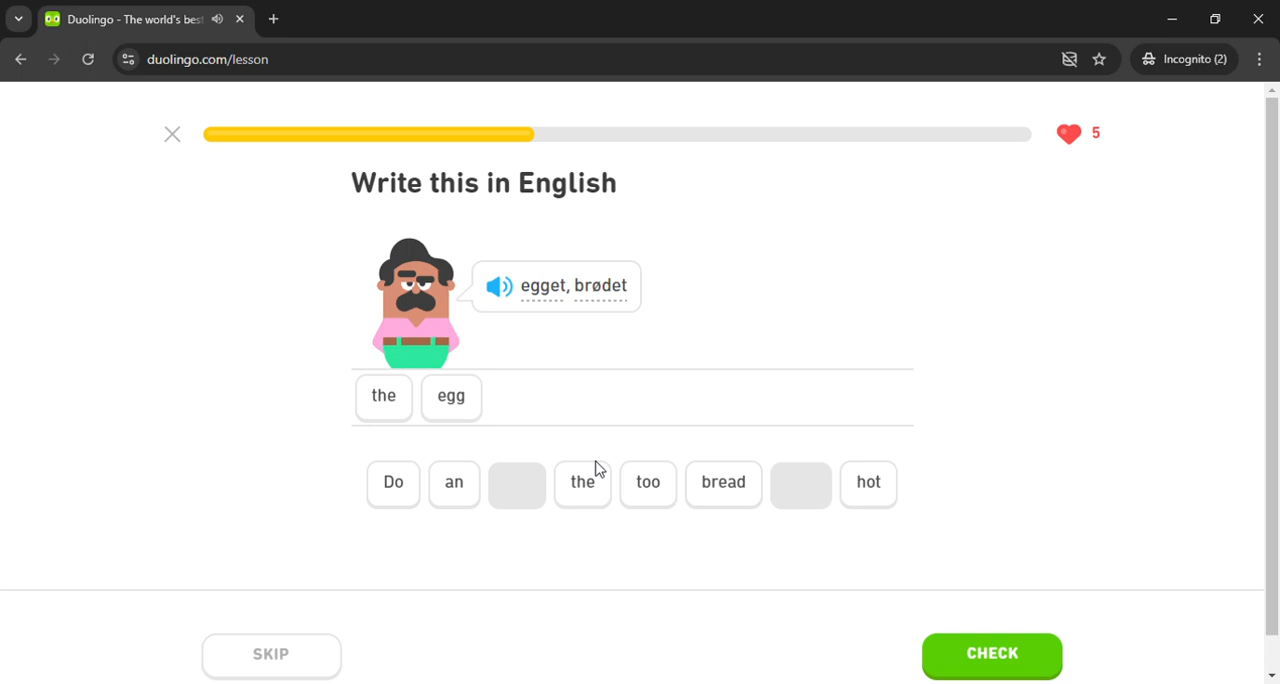 Duolingo - The world's bes
duolingo.com/lesson
Incognito (2)
5
Write this in English
egget, brødet
the egg
Do an the too bread hot
SKIP
CHECK